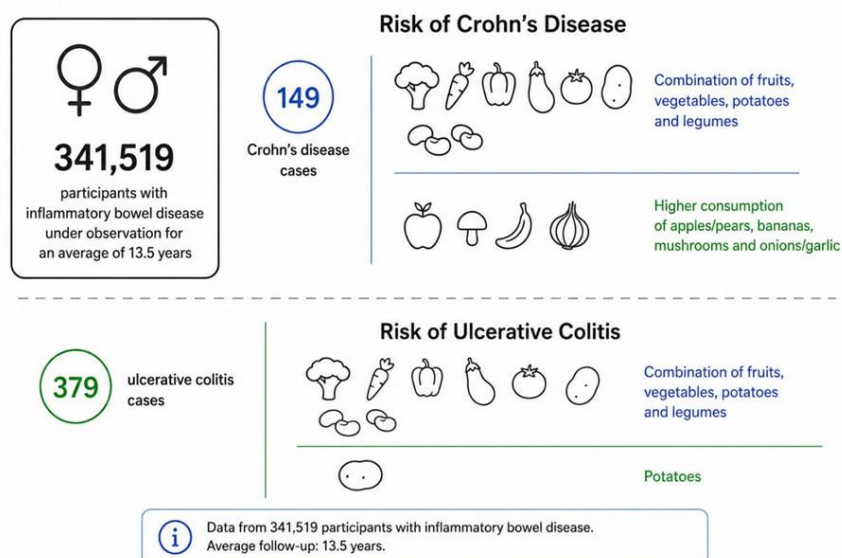 Risk of Crohn's Disease
341,519
participants with
inflammatory bowel disease
under observation for
an average of 13.5 years
149
Crohn's disease
cases
Combination of fruits,
vegetables, potatoes
and legumes
Higher consumption
of apples/pears, bananas,
mushrooms and onions/garlic
Risk of Ulcerative Colitis
379
ulcerative colitis
cases
Combination of fruits,
vegetables, potatoes
and legumes
Potatoes
i
Data from 341,519 participants with inflammatory bowel disease.
Average follow-up: 13.5 years.